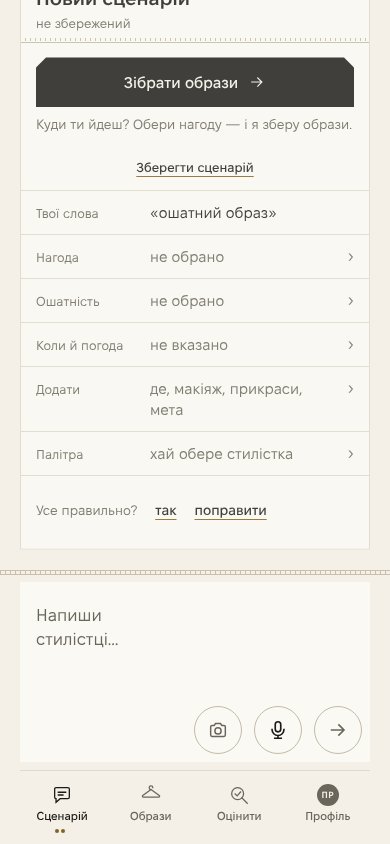 Новий сценарій
не збережений
Зібрати образи →
Куди ти йдеш? Обери нагоду — і я зберу образи.
Зберегти сценарій
Твої слова «ошатний образ»
Нагода не обрано
Ошатність не обрано
Коли й погода не вказано
Додати де, макіяж, прикраси,
мета
Палітра хай обере стилістка
Усе правильно? так поправити
Напиши
стилістці...
Сценарій Образи Оцінити ПР Профіль